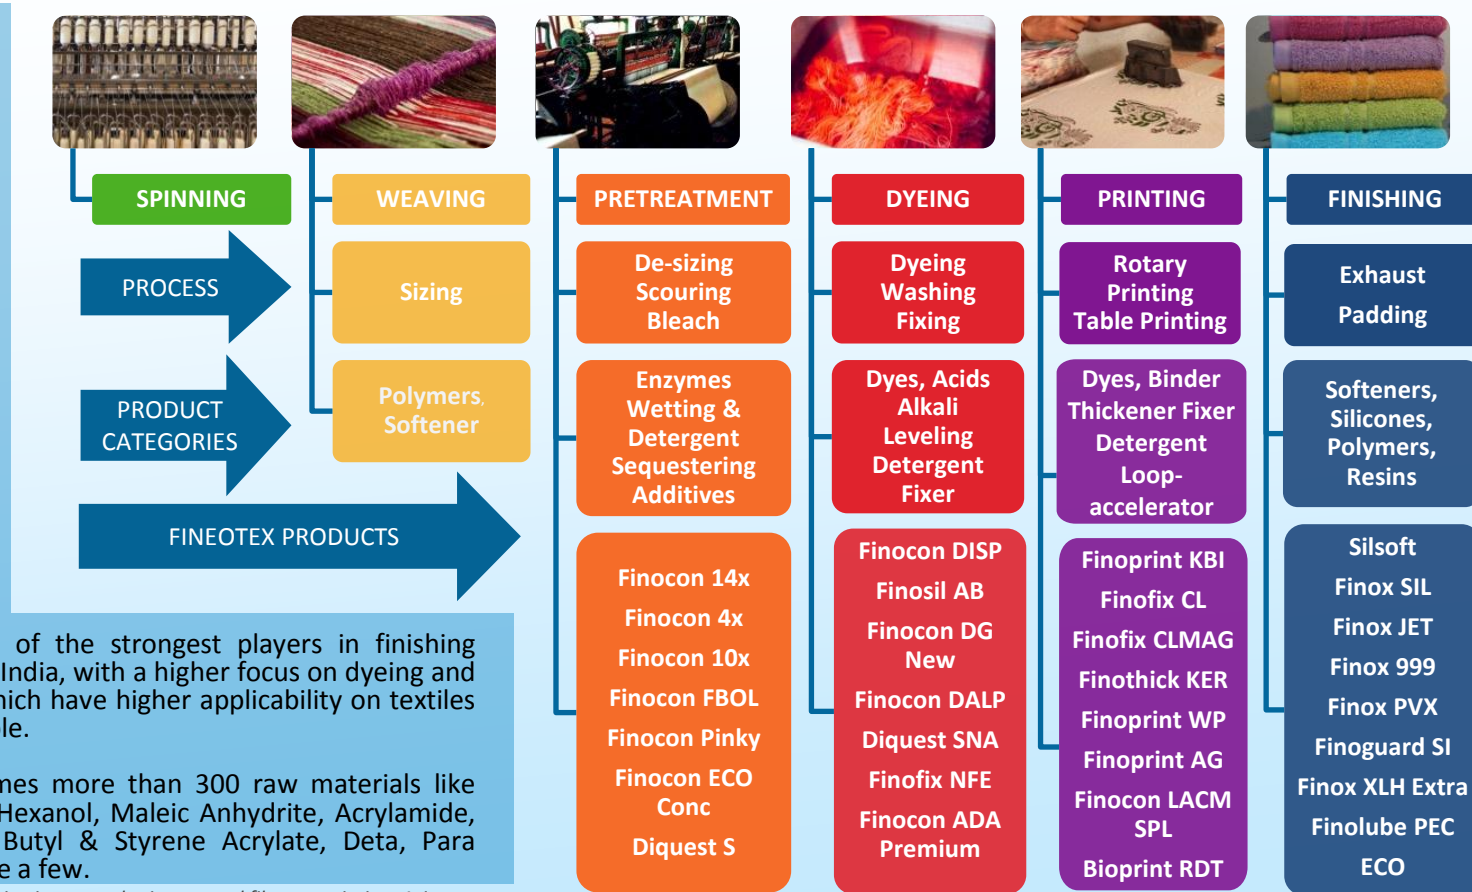 SPINNING
WEAVING
PRETREATMENT
DYEING
PRINTING
FINISHING
PROCESS
Sizing
De-sizing
Scouring
Bleach
Dyeing
Washing
Fixing
Rotary
Printing
Table Printing
Exhaust
Padding
PRODUCT
CATEGORIES
Polymers,
Softener
Enzymes
Wetting &
Detergent
Sequestering
Additives
Dyes, Acids
Alkali
Leveling
Detergent
Fixer
Dyes, Binder
Thickener Fixer
Detergent
Loop-
accelerator
Softeners,
Silicones,
Polymers,
Resins
FINEOTEX PRODUCTS
Finocon 14x
Finocon 4x
Finocon 10x
Finocon FBOL
Finocon Pinky
Finocon ECO
Conc
Diquest S
Finocon DISP
Finosil AB
Finocon DG
New
Finocon DALP
Diquest SNA
Finofix NFE
Finocon ADA
Premium
Finoprint KBI
Finofix CL
Finofix CLMAG
Finothick KER
Finoprint WP
Finoprint AG
Finocon LACM
SPL
Bioprint RDT
Silsoft
Finox SIL
Finox JET
Finox 999
Finox PVX
Finoguard SI
Finox XLH Extra
Finolube PEC
ECO
of the strongest players in finishing
India, with a higher focus on dyeing and
which have higher applicability on textiles
more than 300 raw materials like
Hexanol, Maleic Anhydrite, Acrylamide,
Butyl & Styrene Acrylate, Deta, Para
a few.